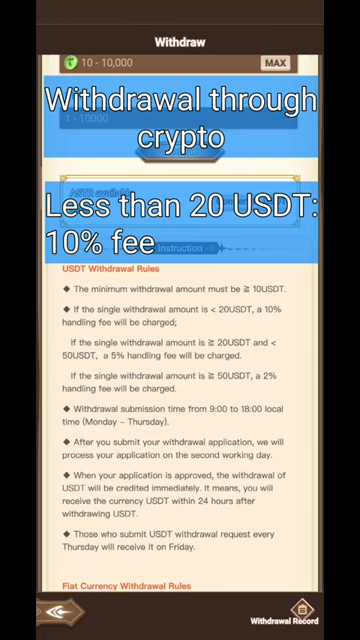 Withdraw
10 - 10,000
MAX
Withdrawal through
1 - 10000
crypto
ASTR available
Less than 20 USDT:
10% fee
Instruction
USDT Withdrawal Rules
◆ The minimum withdrawal amount must be ≧ 10USDT.
◆ If the single withdrawal amount is < 20USDT, a 10%
handling fee will be charged;
If the single withdrawal amount is ≧ 20USDT and <
50USDT, a 5% handling fee will be charged.
If the single withdrawal amount is ≧ 50USDT, a 2%
handling fee will be charged.
◆ Withdrawal submission time from 9:00 to 18:00 local
time (Monday – Thursday).
◆ After you submit your withdrawal application, we will
process your application on the second working day.
◆ When your application is approved, the withdrawal of
USDT will be credited immediately. It means, you will
receive the currency USDT within 24 hours after
withdrawing USDT.
◆ Those who submit USDT withdrawal request every
Thursday will receive it on Friday.
Fiat Currency Withdrawal Rules
Withdrawal Record